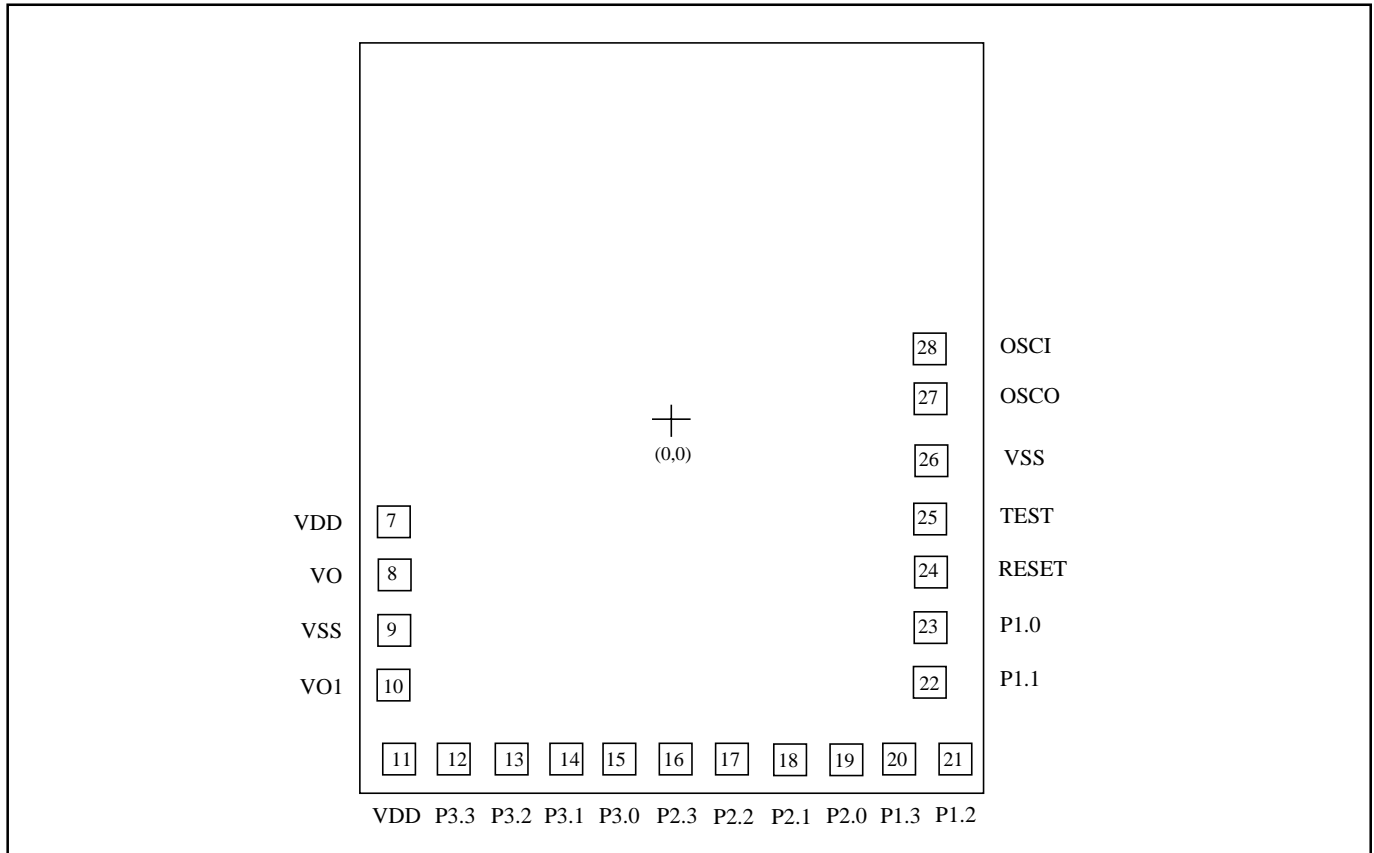 28 OSCI
27 OSCO
(0,0)
26 VSS
VDD 7
25 TEST
VO 8
24 RESET
VSS 9
23 P1.0
VO1 10
22 P1.1
11 12 13 14 15 16 17 18 19 20 21
VDD P3.3 P3.2 P3.1 P3.0 P2.3 P2.2 P2.1 P2.0 P1.3 P1.2